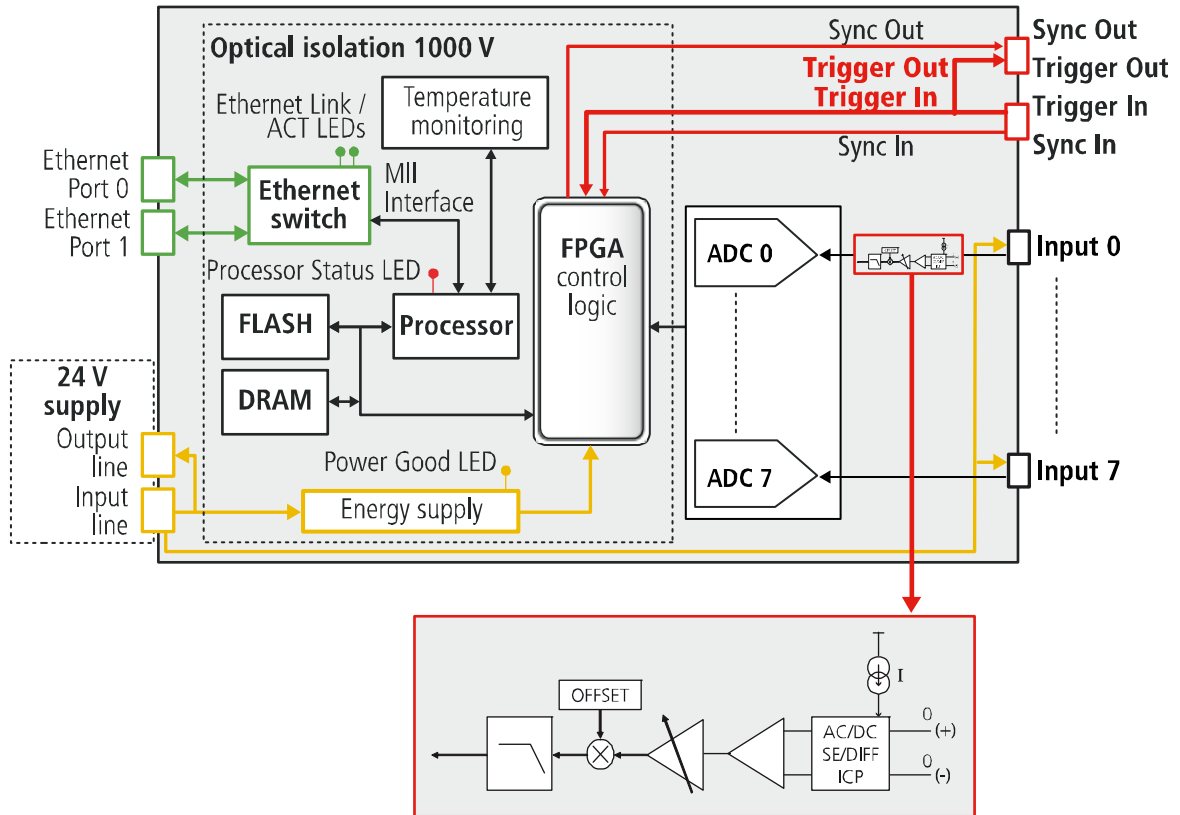 Optical isolation 1000 V
Sync Out
Sync Out
Trigger Out
Trigger Out
Trigger In
Trigger In
Sync In
Sync In
Ethernet Link /
ACT LEDs
Temperature
monitoring
Ethernet
Port 0
Ethernet
Port 1
Ethernet
switch
MII
Interface
Processor Status LED
FLASH
Processor
DRAM
FPGA
control
logic
ADC 0
ADC 7
Input 0
Input 7
24 V
supply
Output
line
Input
line
Power Good LED
Energy supply
OFFSET
I
AC/DC
SE/DIFF
ICP
0
(+)
0
(-)